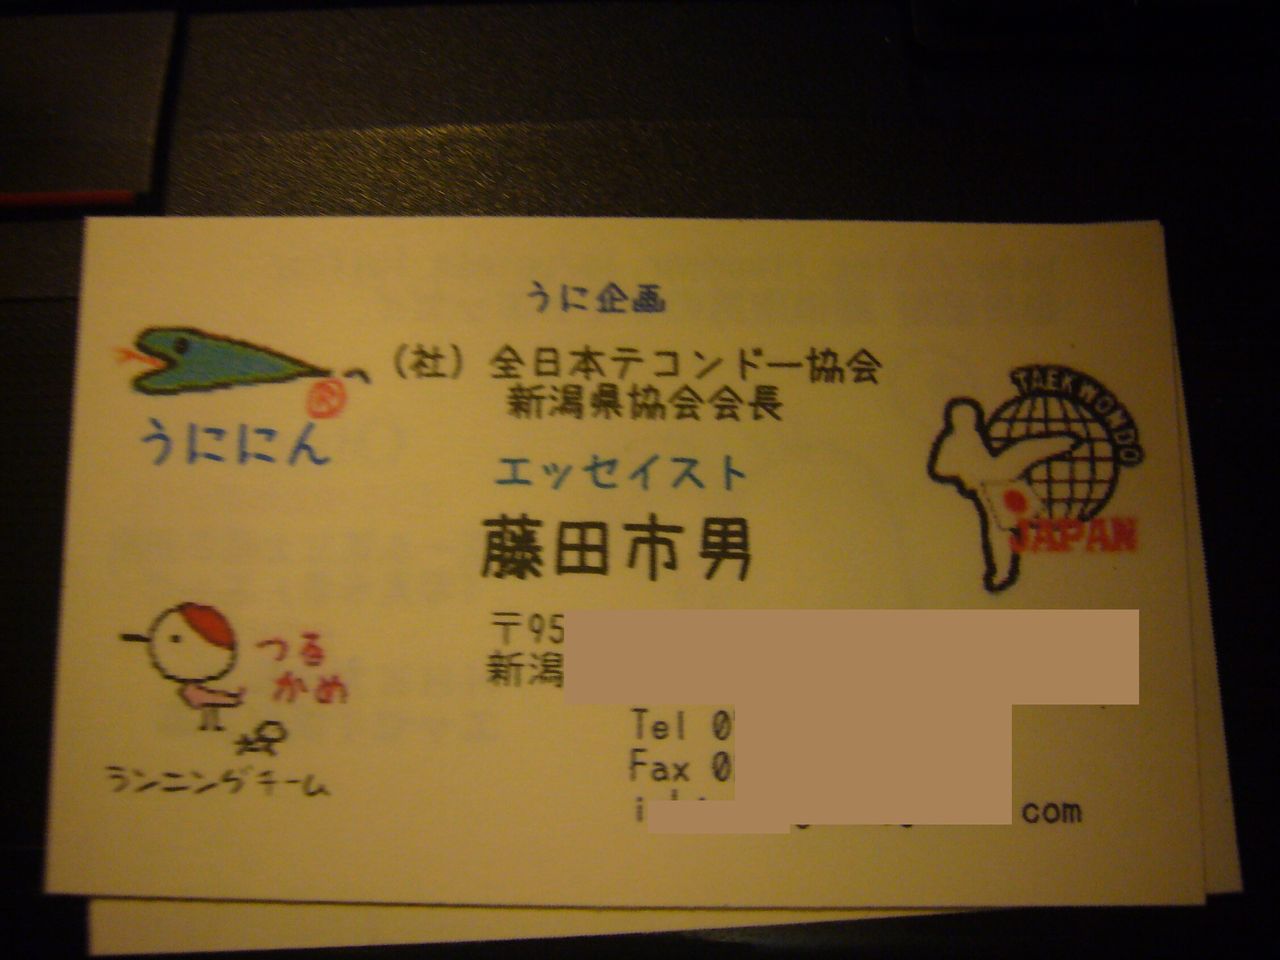 うに企画
(社) 全日本テコンドー協会
新潟県協会会長
うににん
エッセイスト
藤田市男
TAEKWONDO
JAPAN
つる
かめ
ランニングチーム
〒95
新潟
Tel 0
Fax 0
i com